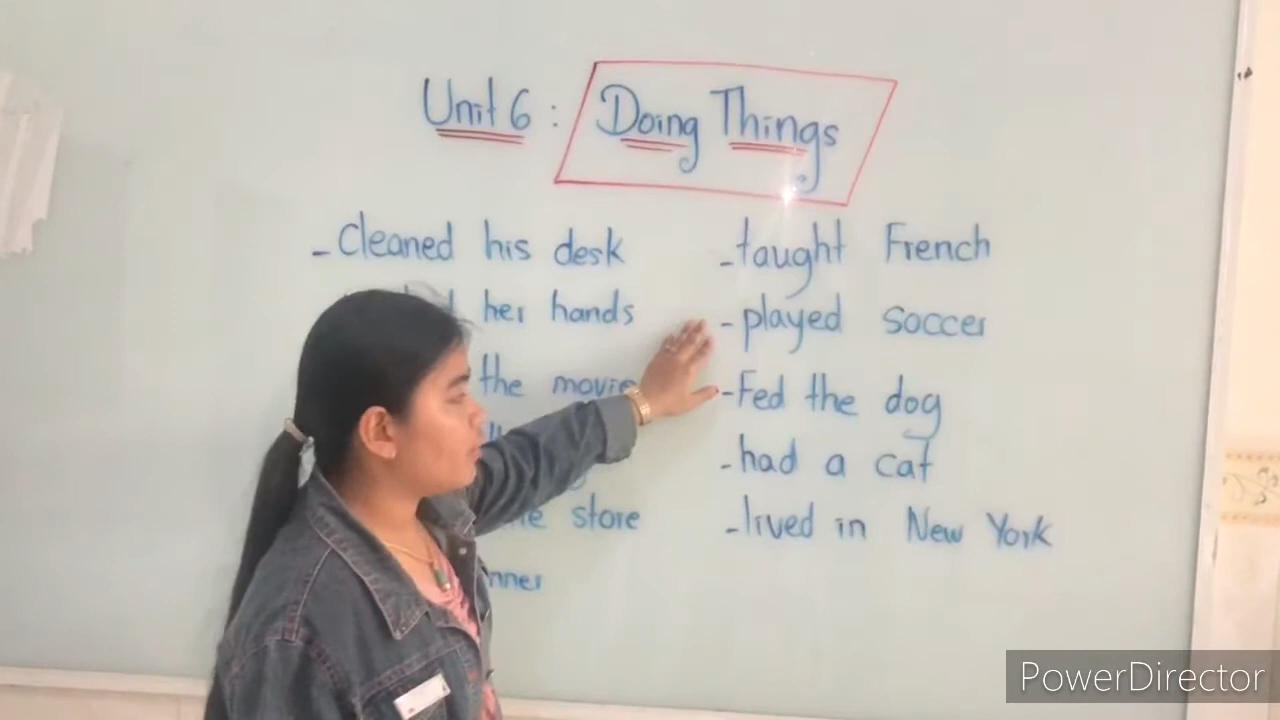 Unit 6 : Doing Things
- cleaned his desk
her hands
the movie
store
- taught French
- played soccer
- Fed the dog
- had a cat
- lived in New York
PowerDirector